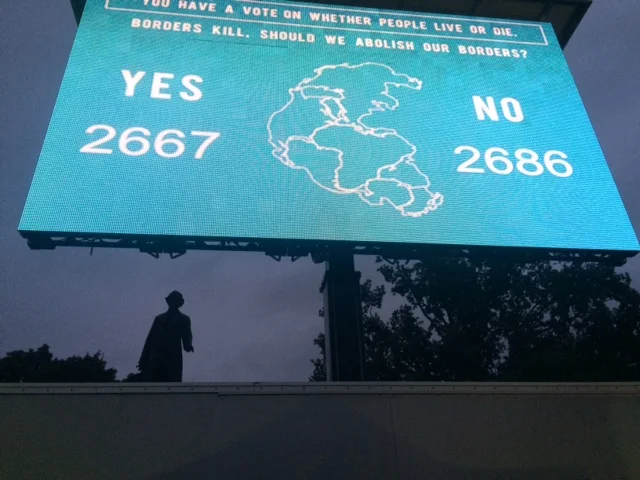 YOU HAVE A VOTE ON WHETHER PEOPLE LIVE OR DIE.
BORDERS KILL. SHOULD WE ABOLISH OUR BORDERS?
YES
NO
2667
2686